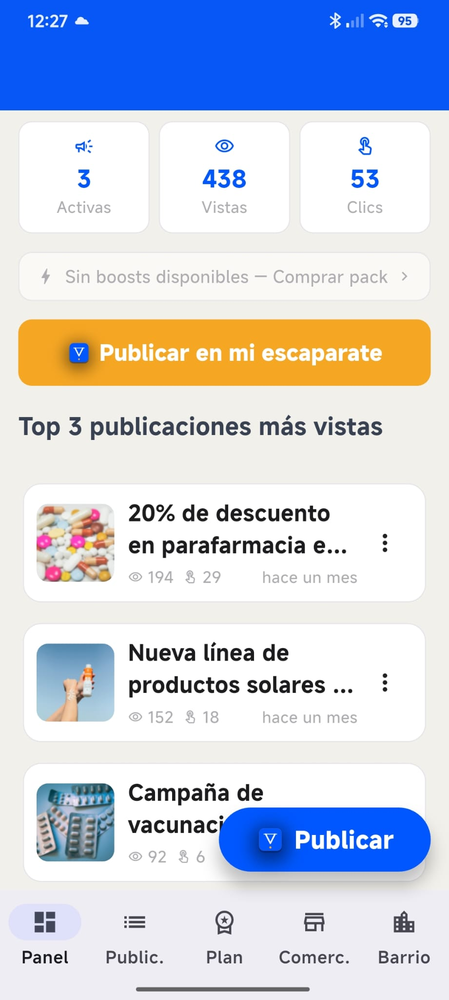 12:27
95
3
Activas
438
Vistas
53
Clics
Sin boosts disponibles — Comprar pack
Publicar en mi escaparate
Top 3 publicaciones más vistas
20% de descuento
en parafarmacia e...
194 29 hace un mes
Nueva línea de
productos solares ...
152 18 hace un mes
Campaña de
vacunaci
92 6
Publicar
Panel
Public.
Plan
Comerc.
Barrio